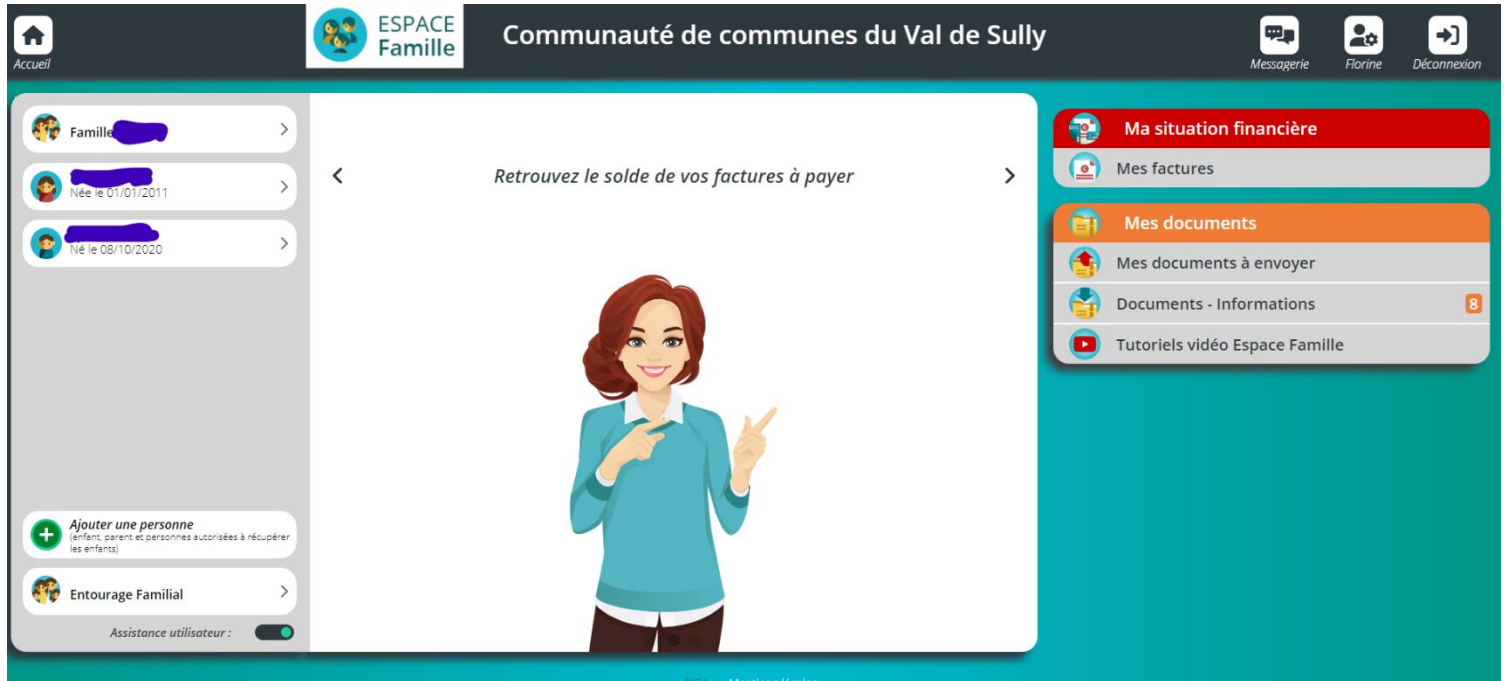 Accueil
ESPACE
Famille
Communauté de communes du Val de Sully
Messagerie
Florine
Déconnexion
Famille
Née le 01/01/2011
Né le 08/10/2020
Ajouter une personne
(enfant, parent et personnes autorisées à récupérer
les enfants)
Entourage Familial
Assistance utilisateur :
Retrouvez le solde de vos factures à payer
Ma situation financière
Mes factures
Mes documents
Mes documents à envoyer
Documents - Informations
8
Tutoriels vidéo Espace Famille